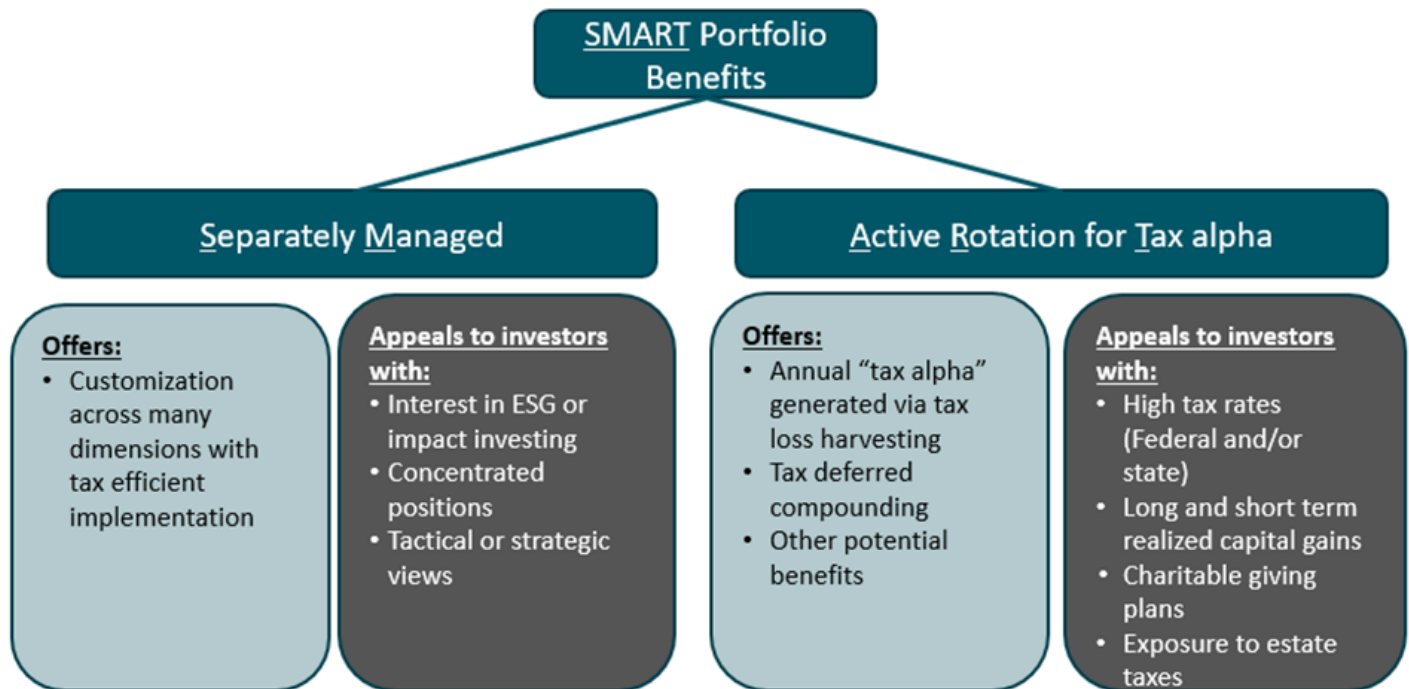 SMART Portfolio
Benefits
Separately Managed
Active Rotation for Tax alpha
Offers:
• Customization
across many
dimensions with
tax efficient
implementation
Appeals to investors
with:
• Interest in ESG or
impact investing
• Concentrated
positions
• Tactical or strategic
views
Offers:
• Annual “tax alpha”
generated via tax
loss harvesting
• Tax deferred
compounding
• Other potential
benefits
Appeals to investors
with:
• High tax rates
(Federal and/or
state)
• Long and short term
realized capital gains
• Charitable giving
plans
• Exposure to estate
taxes